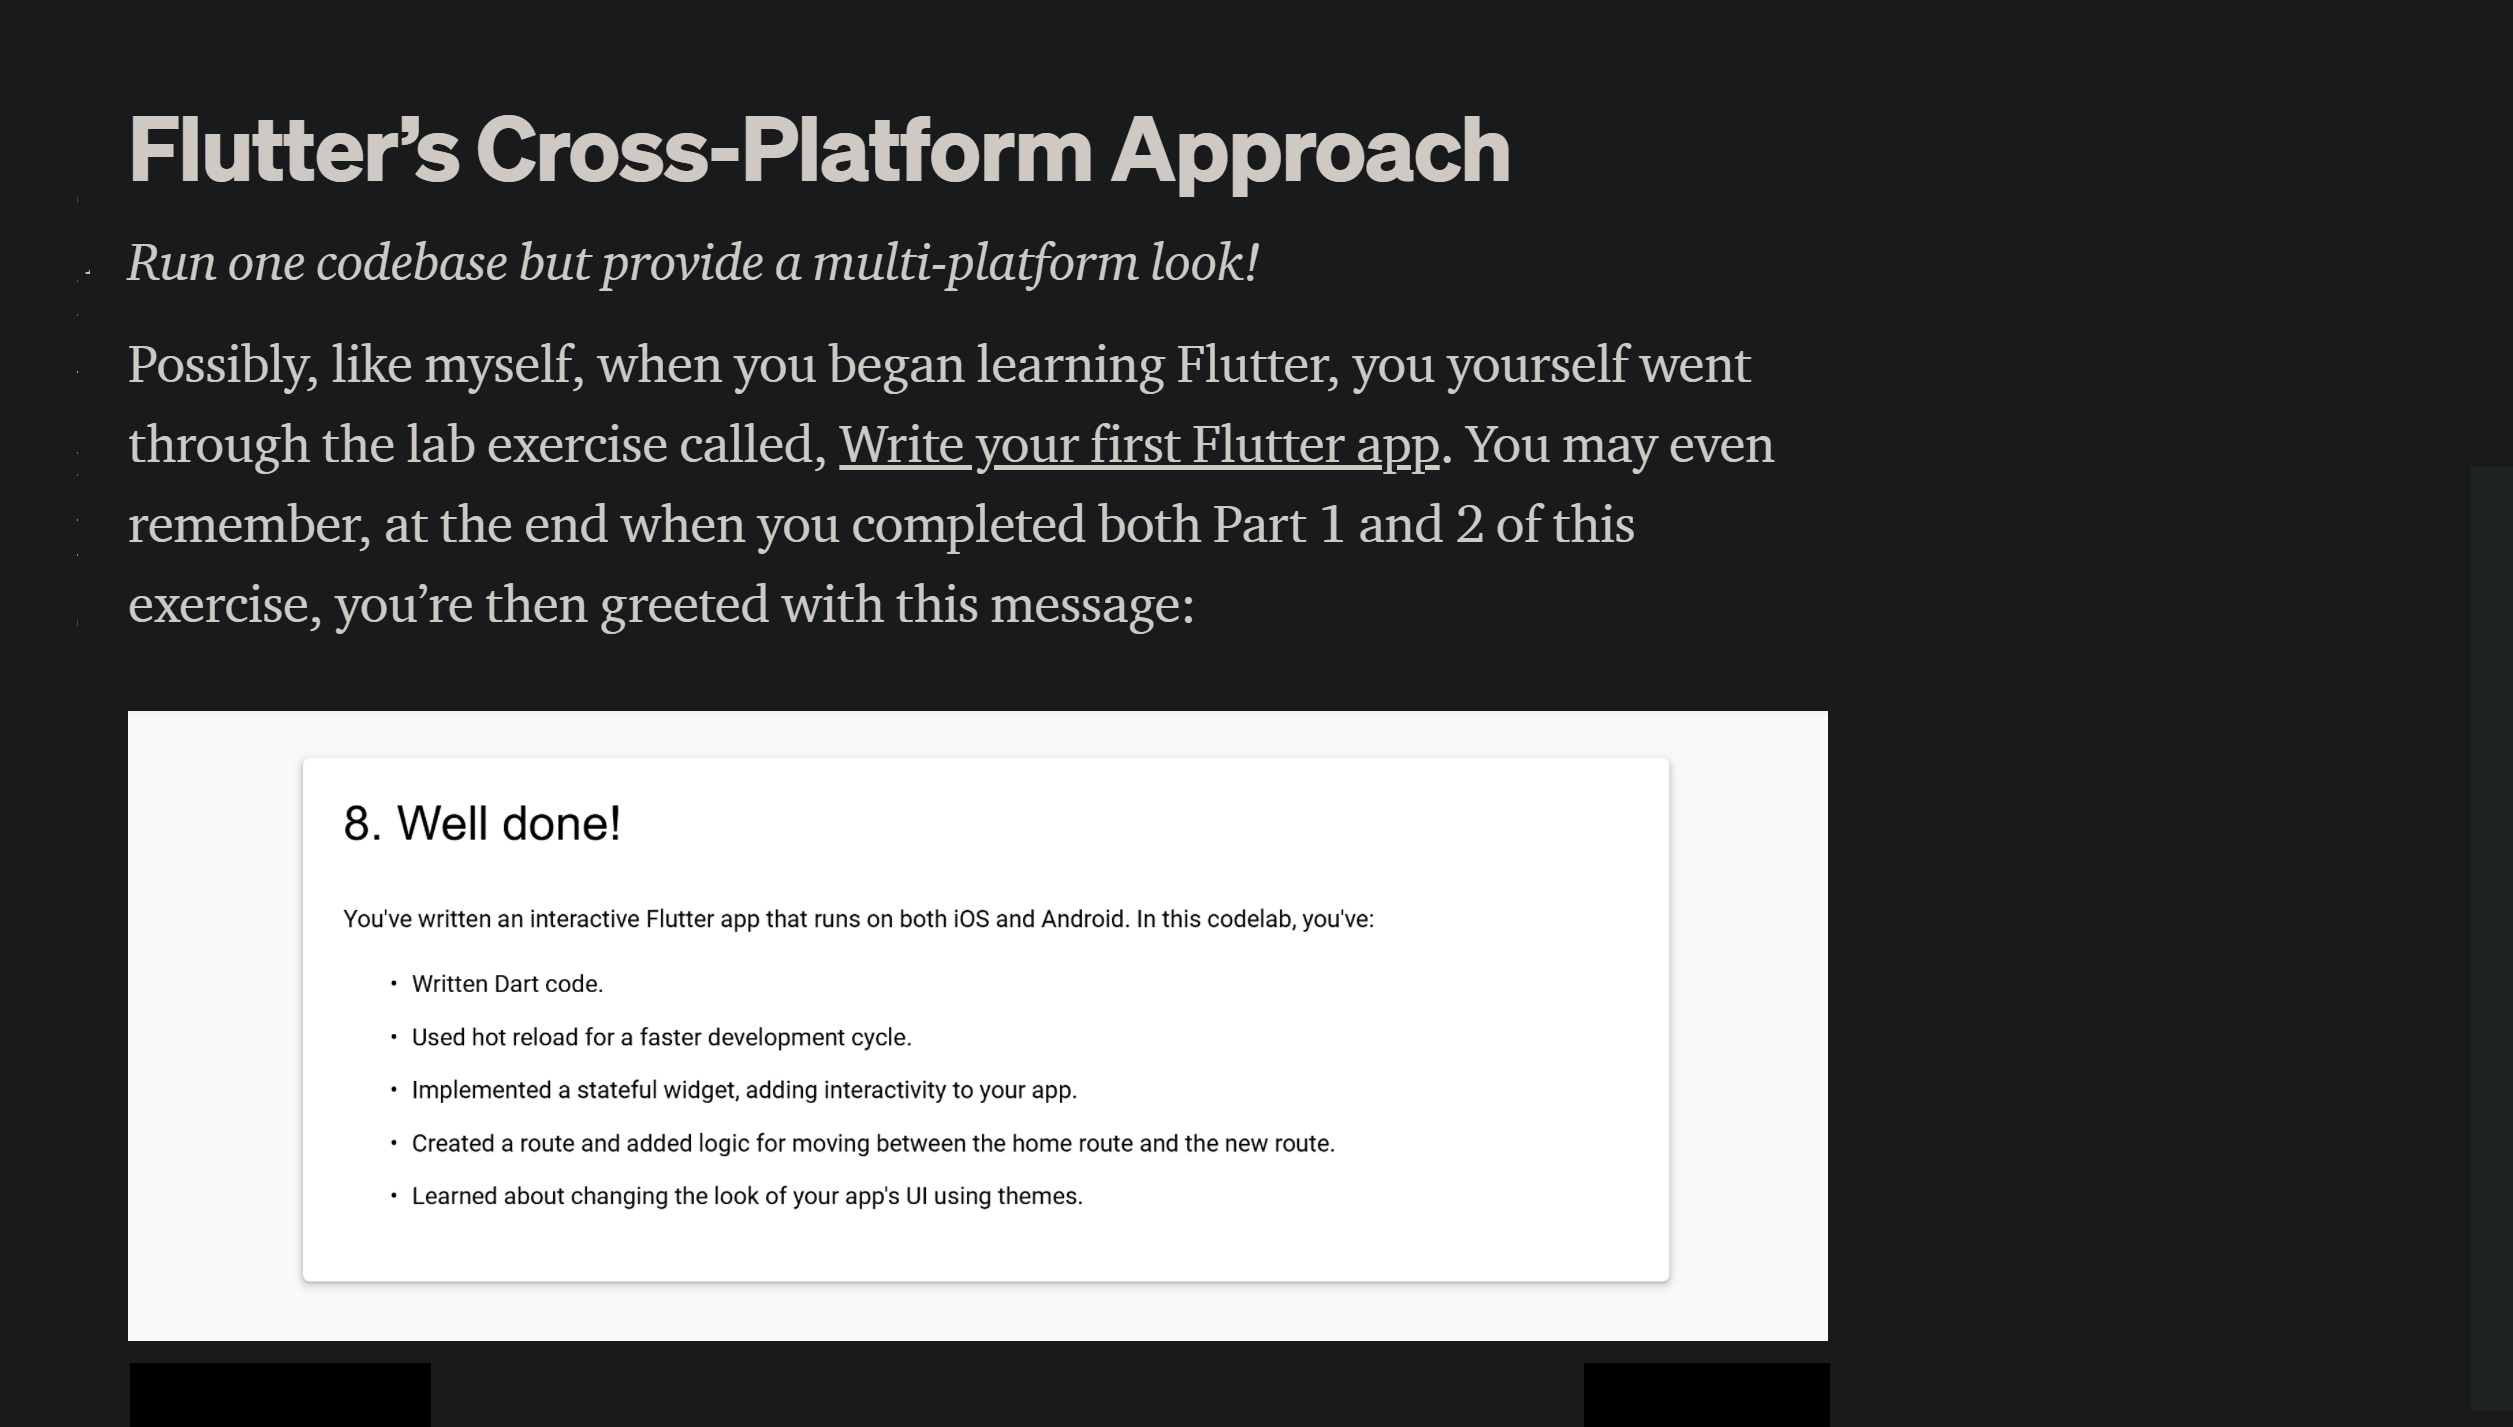 Flutter’s Cross-Platform Approach
Run one codebase but provide a multi-platform look!
Possibly, like myself, when you began learning Flutter, you yourself went
through the lab exercise called, Write your first Flutter app. You may even
remember, at the end when you completed both Part 1 and 2 of this
exercise, you’re then greeted with this message:
8. Well done!
You've written an interactive Flutter app that runs on both iOS and Android. In this codelab, you've:
• Written Dart code.
• Used hot reload for a faster development cycle.
• Implemented a stateful widget, adding interactivity to your app.
• Created a route and added logic for moving between the home route and the new route.
• Learned about changing the look of your app's UI using themes.